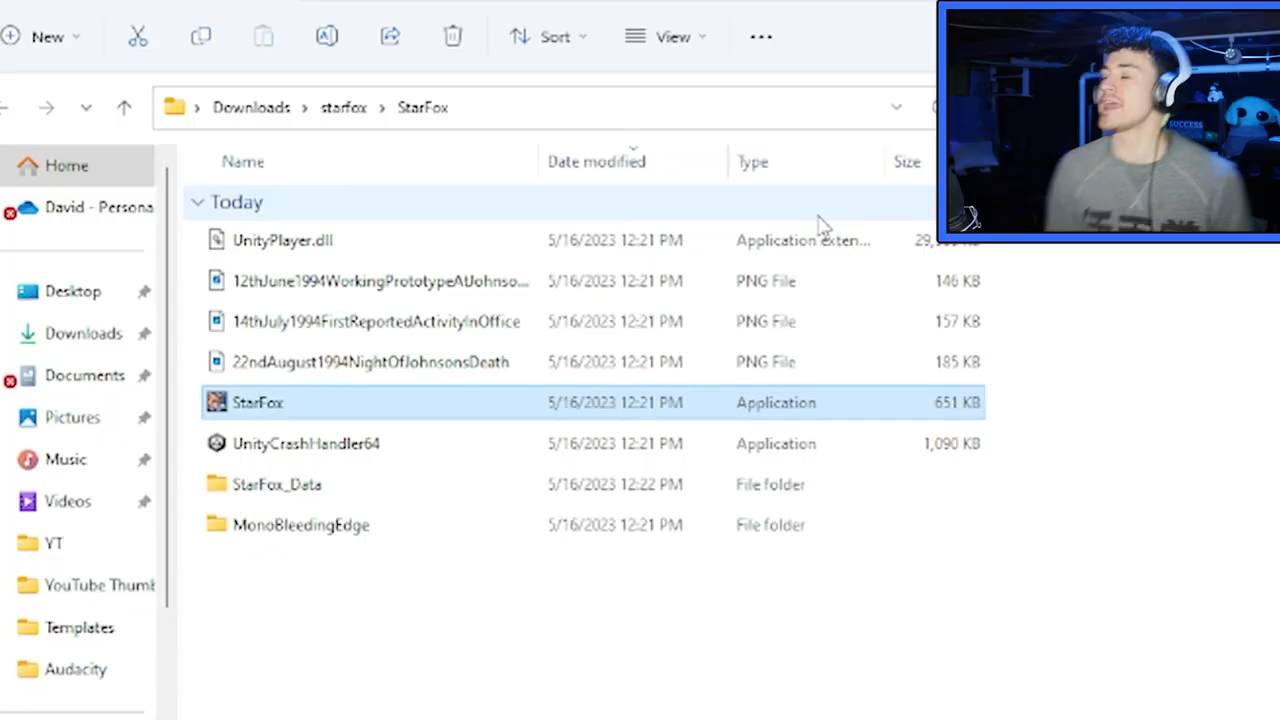 New
Sort
View
Downloads > starfox > StarFox
Name
Date modified
Type
Size
Today
UnityPlayer.dll 5/16/2023 12:21 PM Application exten...
12thJune1994WorkingPrototypeAtJohnso... 5/16/2023 12:21 PM PNG File 146 KB
14thJuly1994FirstReportedActivityInOffice 5/16/2023 12:21 PM PNG File 157 KB
22ndAugust1994NightOfJohnsonsDeath 5/16/2023 12:21 PM PNG File 185 KB
StarFox 5/16/2023 12:21 PM Application 651 KB
UnityCrashHandler64 5/16/2023 12:21 PM Application 1,090 KB
StarFox_Data 5/16/2023 12:22 PM File folder
MonoBleedingEdge 5/16/2023 12:21 PM File folder
Home
David - Persona
Desktop
Downloads
Documents
Pictures
Music
Videos
YT
YouTube Thumb
Templates
Audacity
SUCCESS